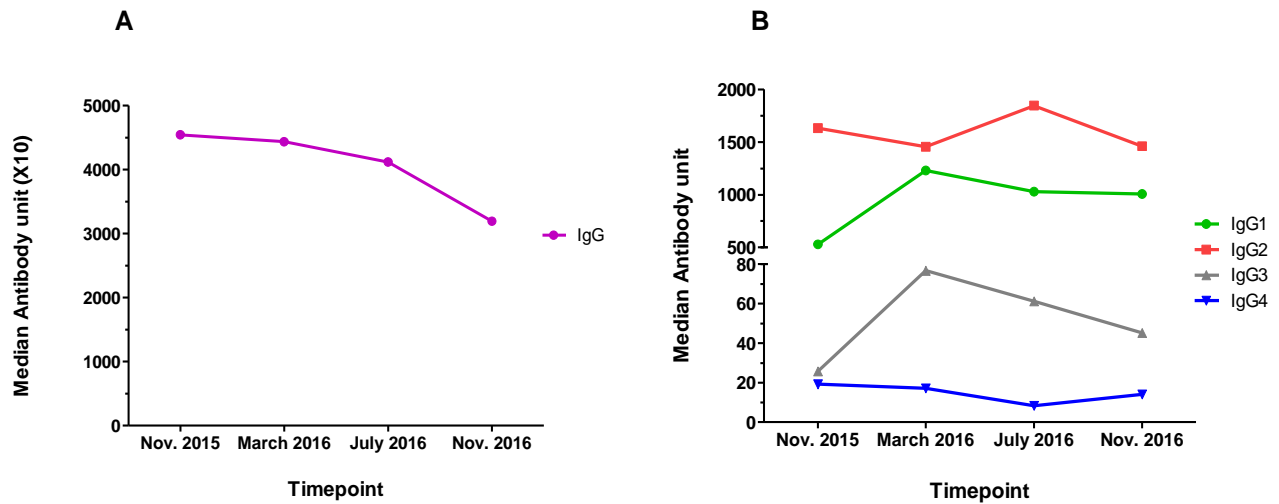 A
Median Antibody unit (X10)
5000
4000
3000
2000
1000
0
Nov. 2015 March 2016 July 2016 Nov. 2016
Timepoint
IgG
B
Median Antibody unit
2000
1500
1000
500
80
60
40
20
0
Nov. 2015 March 2016 July 2016 Nov. 2016
Timepoint
IgG1
IgG2
IgG3
IgG4